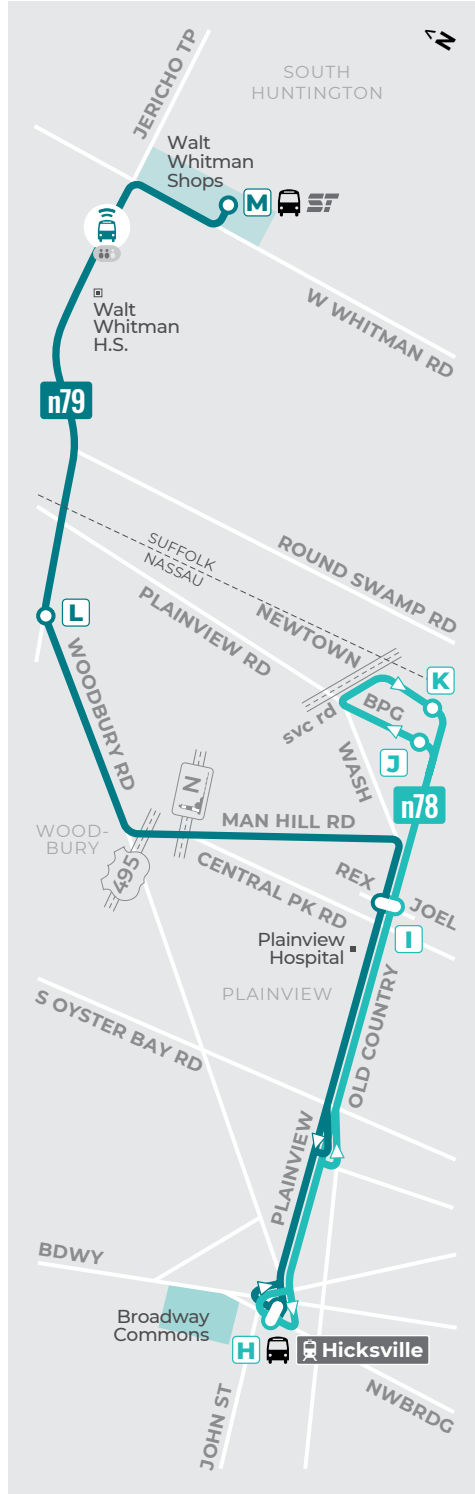 N
SOUTH
HUNTINGTON
JERICHO TP
Walt
Whitman
Shops
M
ST
Walt
Whitman
H.S.
W WHITMAN RD
n79
SUFFOLK
NASSAU
ROUND SWAMP RD
L
PLAINVIEW RD
NEWTOWN
WOODBURY RD
K
BPG
svc rd
J
WASH
n78
N
MAN HILL RD
WOOD-
BURY
495
CENTRAL PK RD
REX
JOEL
I
Plainview
Hospital
PLAINVIEW
S OYSTER BAY RD
OLD COUNTRY
PLAINVIEW
BDWY
Broadway
Commons
H
Hicksville
JOHN ST
NWBRDG